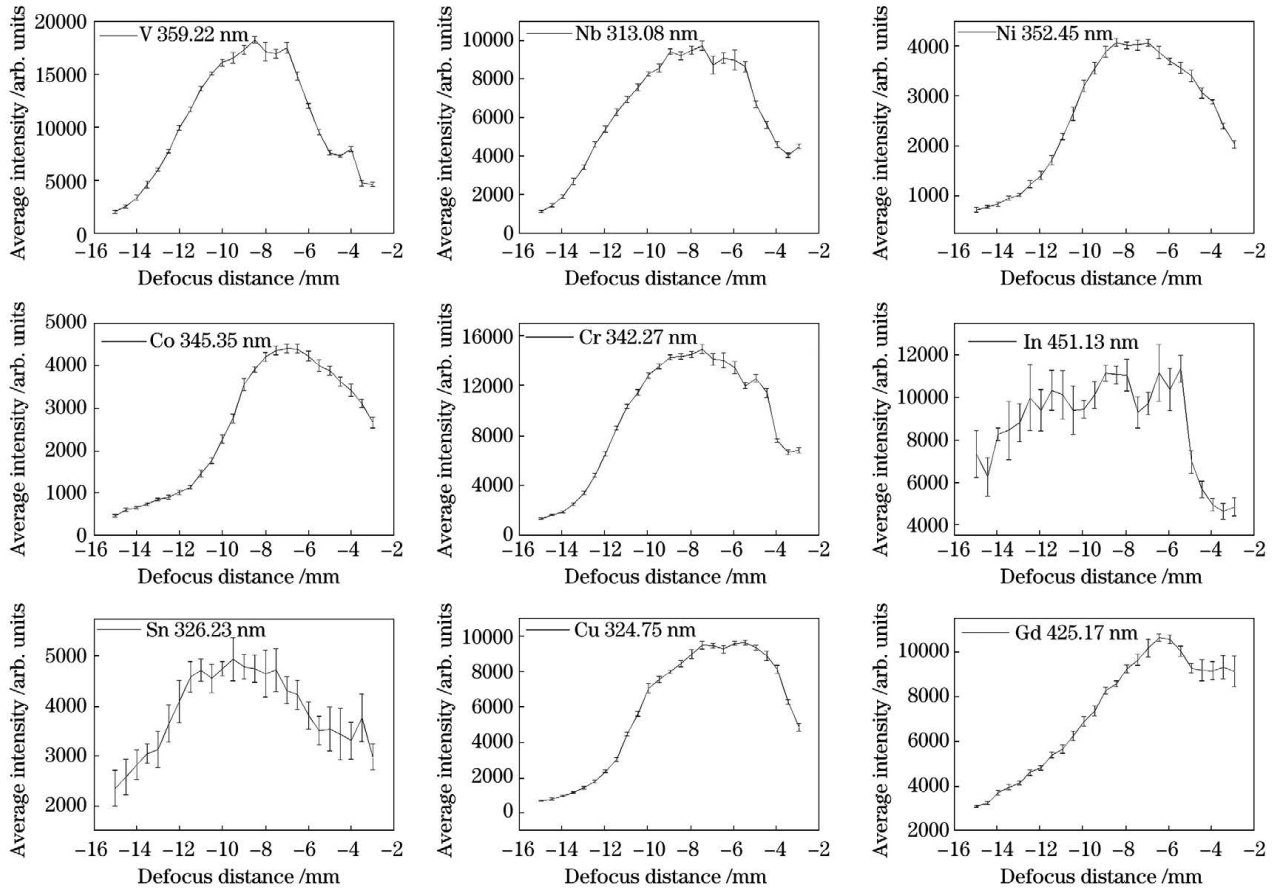 Average intensity /arb. units
20000
15000
10000
5000
0
V 359.22 nm
−16 −14 −12 −10 −8 −6 −4 −2
Defocus distance /mm
Average intensity /arb. units
10000
8000
6000
4000
2000
0
Nb 313.08 nm
−16 −14 −12 −10 −8 −6 −4 −2
Defocus distance /mm
Average intensity /arb. units
4000
3000
2000
1000
Ni 352.45 nm
−16 −14 −12 −10 −8 −6 −4 −2
Defocus distance /mm
Average intensity /arb. units
5000
4000
3000
2000
1000
0
Co 345.35 nm
−16 −14 −12 −10 −8 −6 −4 −2
Defocus distance /mm
Average intensity /arb. units
16000
12000
8000
4000
0
Cr 342.27 nm
−16 −14 −12 −10 −8 −6 −4 −2
Defocus distance /mm
Average intensity /arb. units
12000
10000
8000
6000
4000
In 451.13 nm
−16 −14 −12 −10 −8 −6 −4 −2
Defocus distance /mm
Average intensity /arb. units
5000
4000
3000
2000
Sn 326.23 nm
−16 −14 −12 −10 −8 −6 −4 −2
Defocus distance /mm
Average intensity /arb. units
10000
8000
6000
4000
2000
0
Cu 324.75 nm
−16 −14 −12 −10 −8 −6 −4 −2
Defocus distance /mm
Average intensity /arb. units
10000
8000
6000
4000
2000
Gd 425.17 nm
−16 −14 −12 −10 −8 −6 −4 −2
Defocus distance /mm